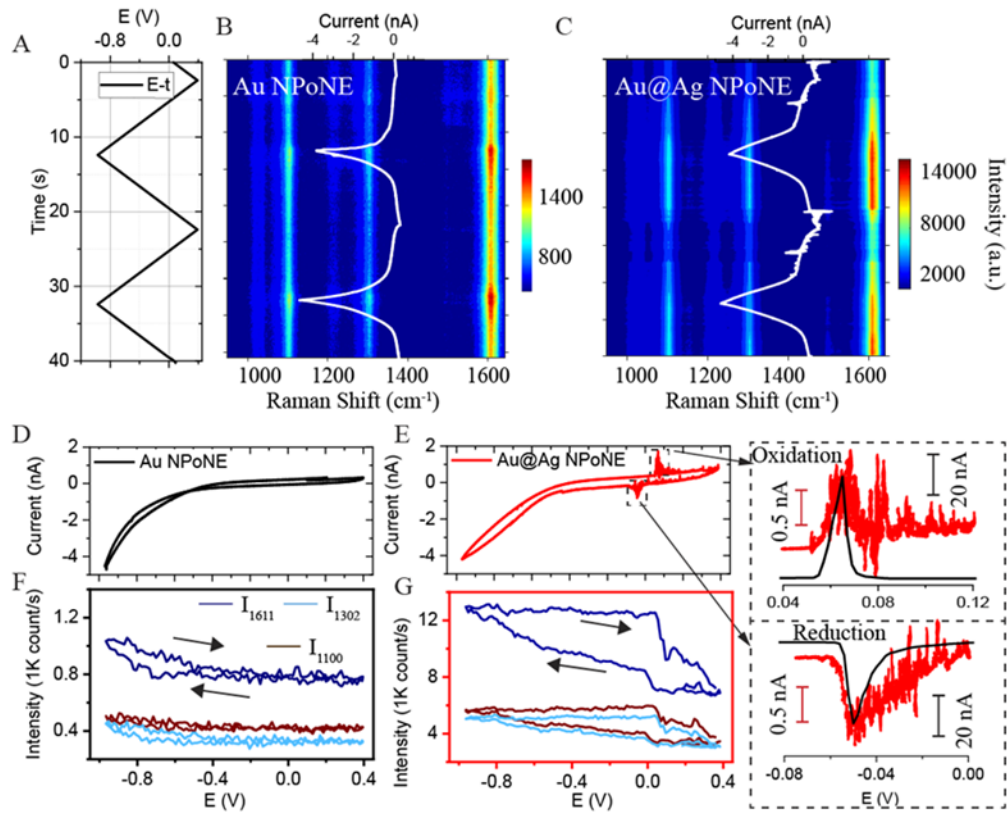 A
E (V)
-0.8 0.0
E-t
0
10
20
30
40
Time (s)
B
Current (nA)
-4 0
Au NPoNE
1400
800
1000 1200 1400 1600
Raman Shift (cm⁻¹)
C
Current (nA)
-4 0
Au@Ag NPoNE
14000
8000
2000
Intensity (a.u.)
1000 1200 1400 1600
Raman Shift (cm⁻¹)
D
Au NPoNE
2
0
-2
-4
Current (nA)
E
Au@Ag NPoNE
2
0
-2
-4
Current (nA)
Oxidation
0.5 nA
20 nA
0.04 0.08 0.12
Reduction
0.5 nA
20 nA
-0.08 -0.04 0.00
E (V)
F
I₁₆₁₁ I₁₃₀₂
I₁₁₀₀
1.2
0.8
0.4
Intensity (1K count/s)
-0.8 -0.4 0.0 0.4
E (V)
G
12
8
4
Intensity (1K count/s)
-0.8 -0.4 0.0 0.4
E (V)